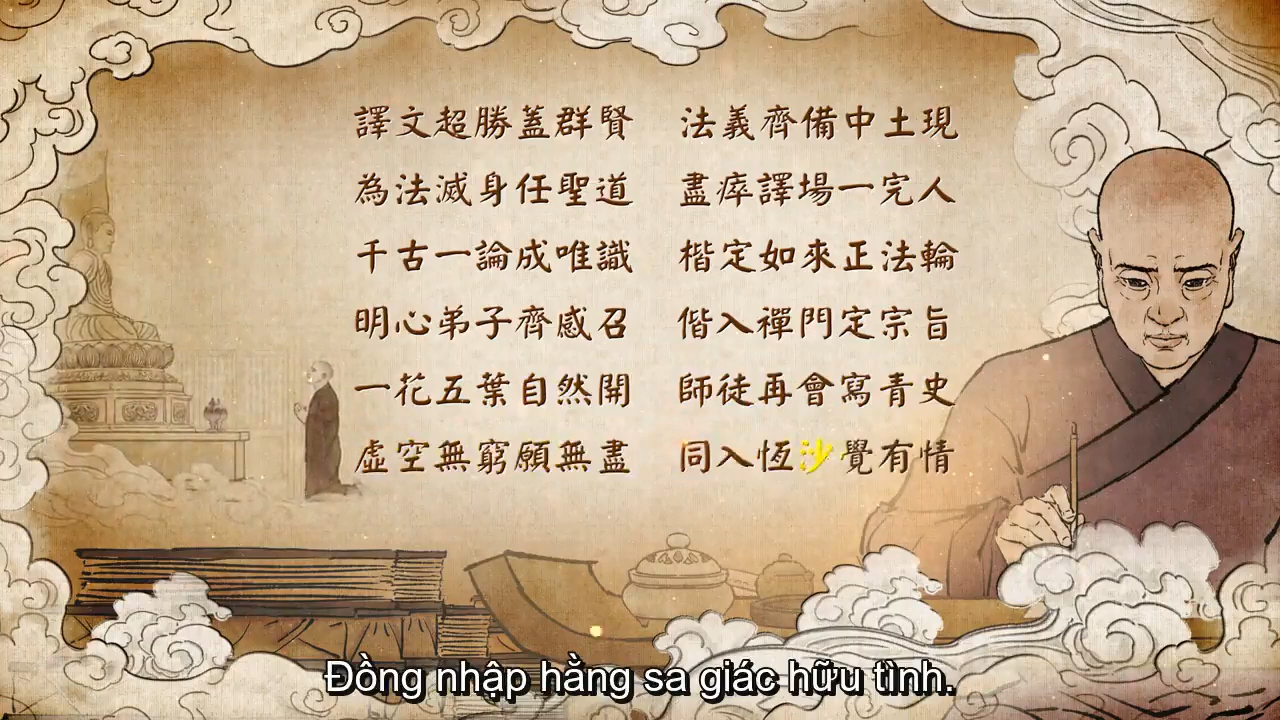 譯文超勝蓋群賢 法義齊備中土現
為法滅身任聖道 盡瘁譯場一完人
千古一論成唯識 楷定如來正法輪
明心弟子齊感召 偕入禪門定宗旨
一花五葉自然開 師徒再會寫青史
虛空無窮願無盡 同入恆沙覺有情
Đồng nhập hằng sa giác hữu tình.